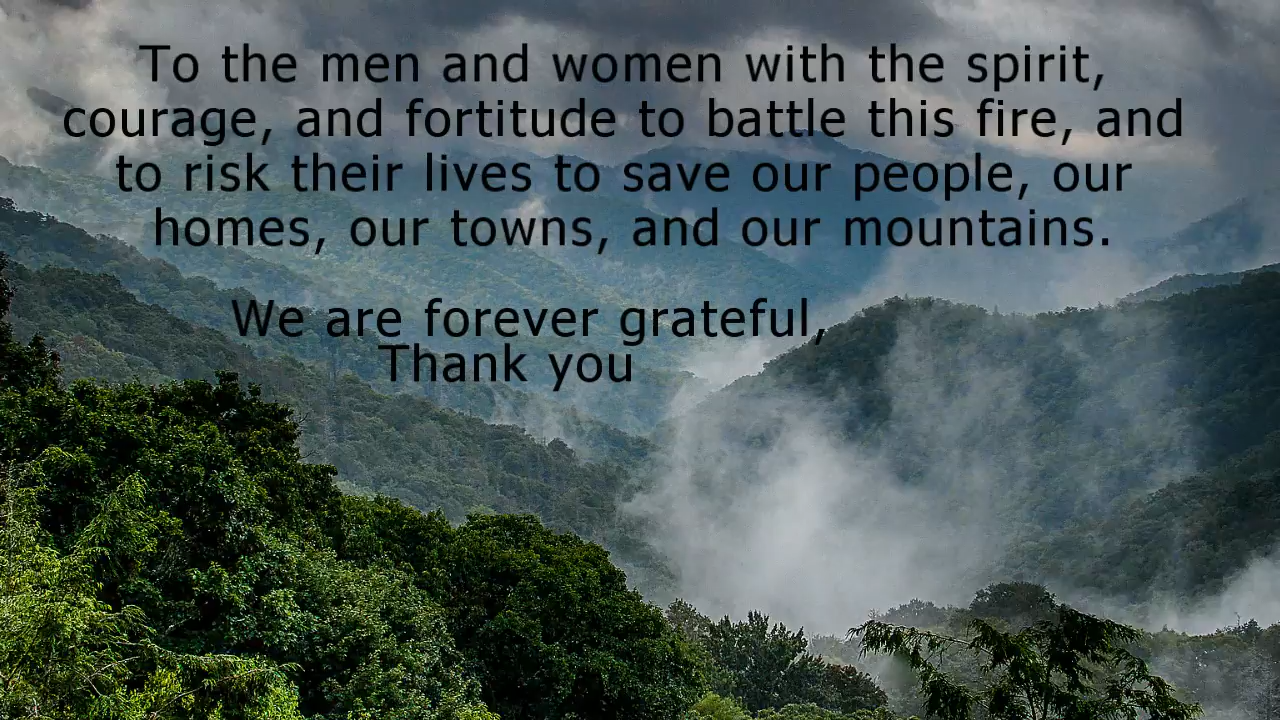 To the men and women with the spirit,
courage, and fortitude to battle this fire, and
to risk their lives to save our people, our
homes, our towns, and our mountains.
We are forever grateful,
Thank you